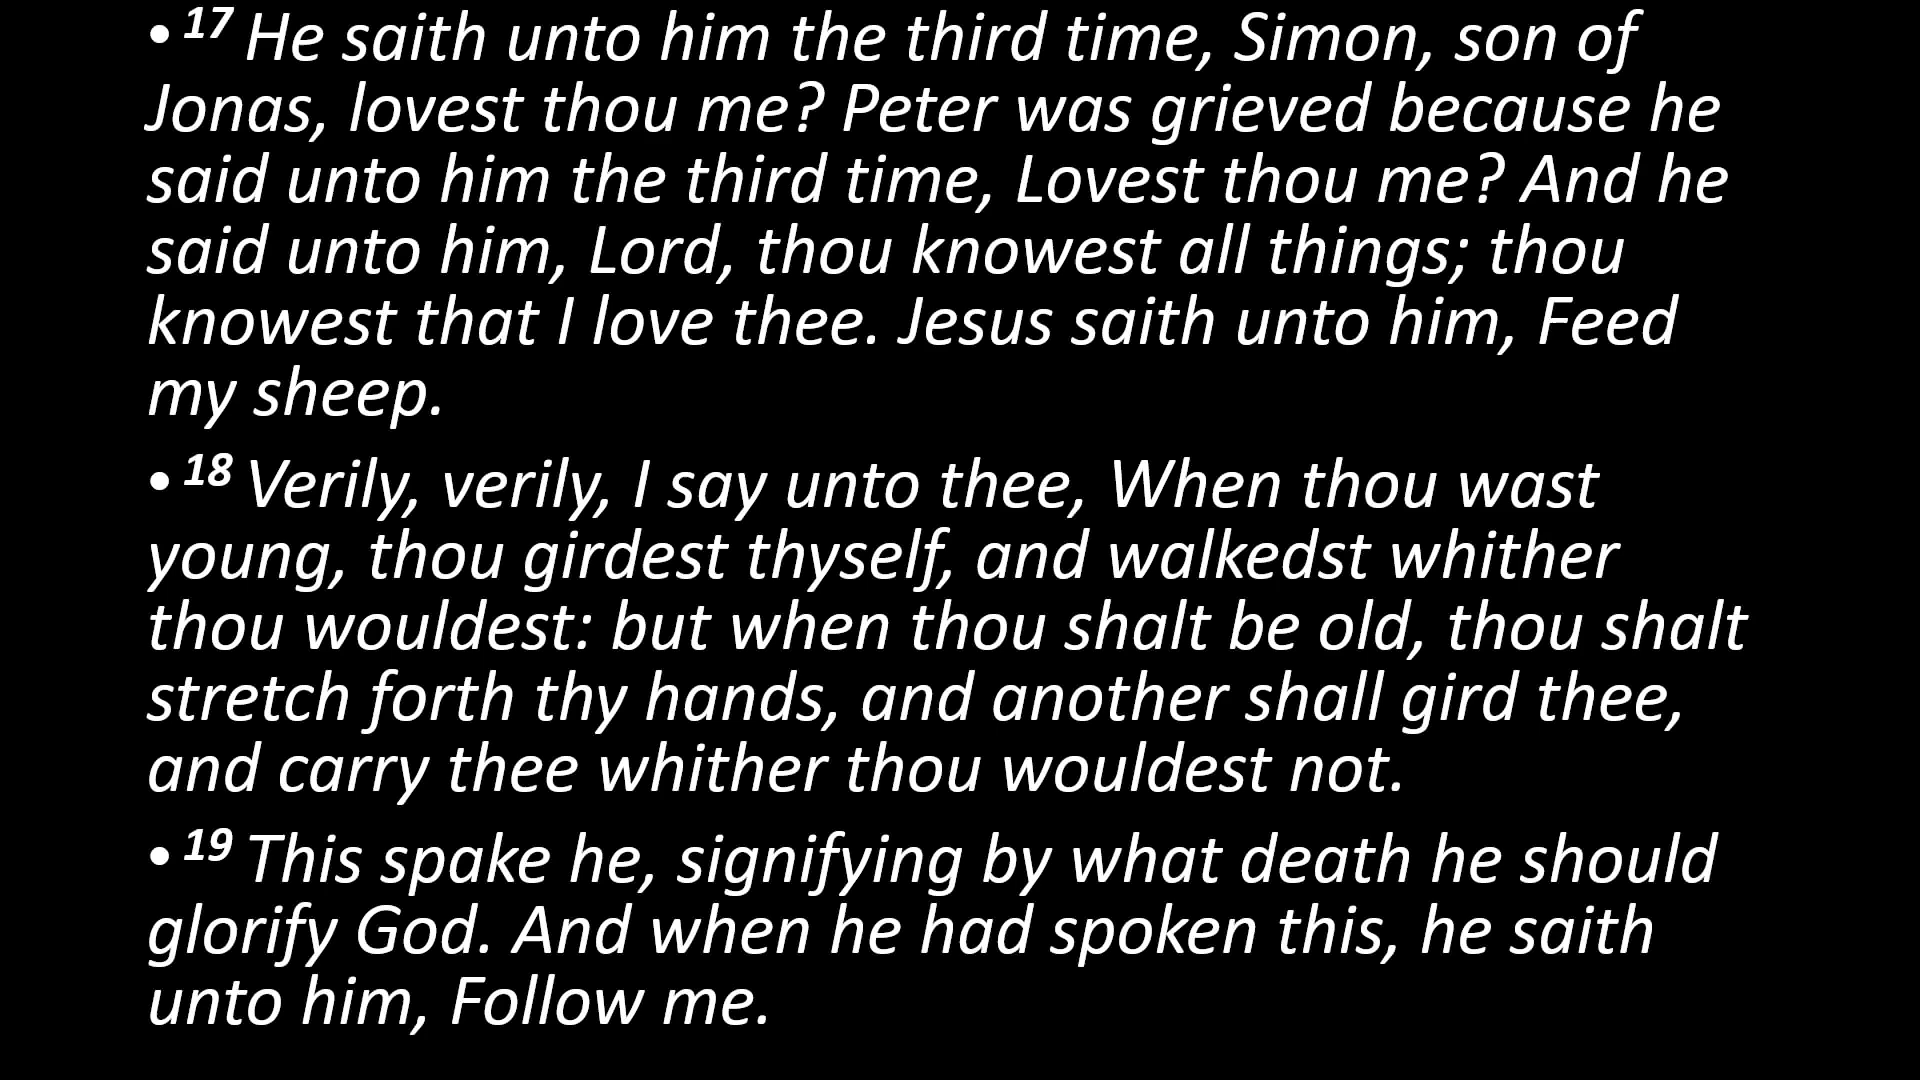 • 17 He saith unto him the third time, Simon, son of
Jonas, lovest thou me? Peter was grieved because he
said unto him the third time, Lovest thou me? And he
said unto him, Lord, thou knowest all things; thou
knowest that I love thee. Jesus saith unto him, Feed
my sheep.
• 18 Verily, verily, I say unto thee, When thou wast
young, thou girdest thyself, and walkedst whither
thou wouldest: but when thou shalt be old, thou shalt
stretch forth thy hands, and another shall gird thee,
and carry thee whither thou wouldest not.
• 19 This spake he, signifying by what death he should
glorify God. And when he had spoken this, he saith
unto him, Follow me.